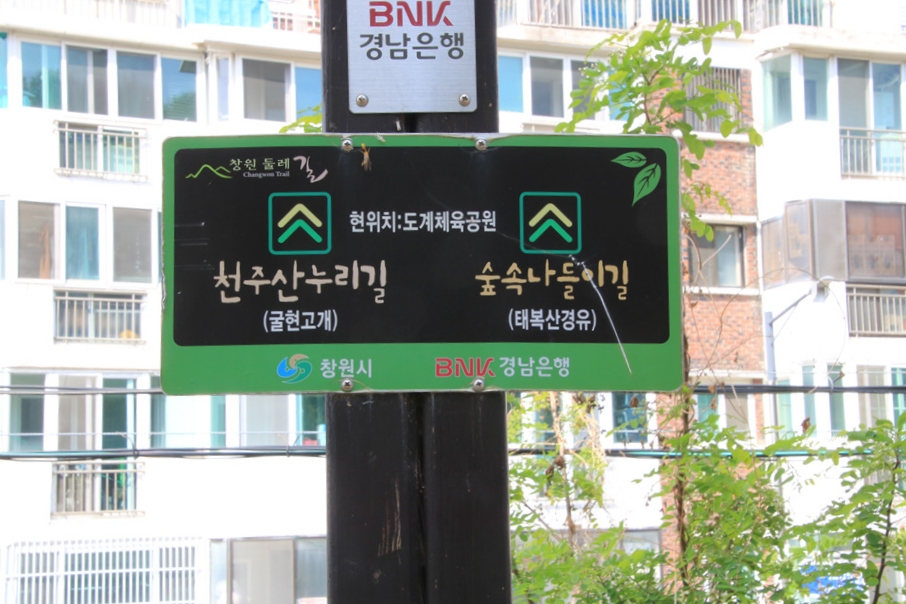 BNK
경남은행
창원 둘레길
Changwon Trail
현위치:도계체육공원
천주산누리길
숲속나들이길
(굴현고개)
(태복산경유)
창원시
BNK 경남은행